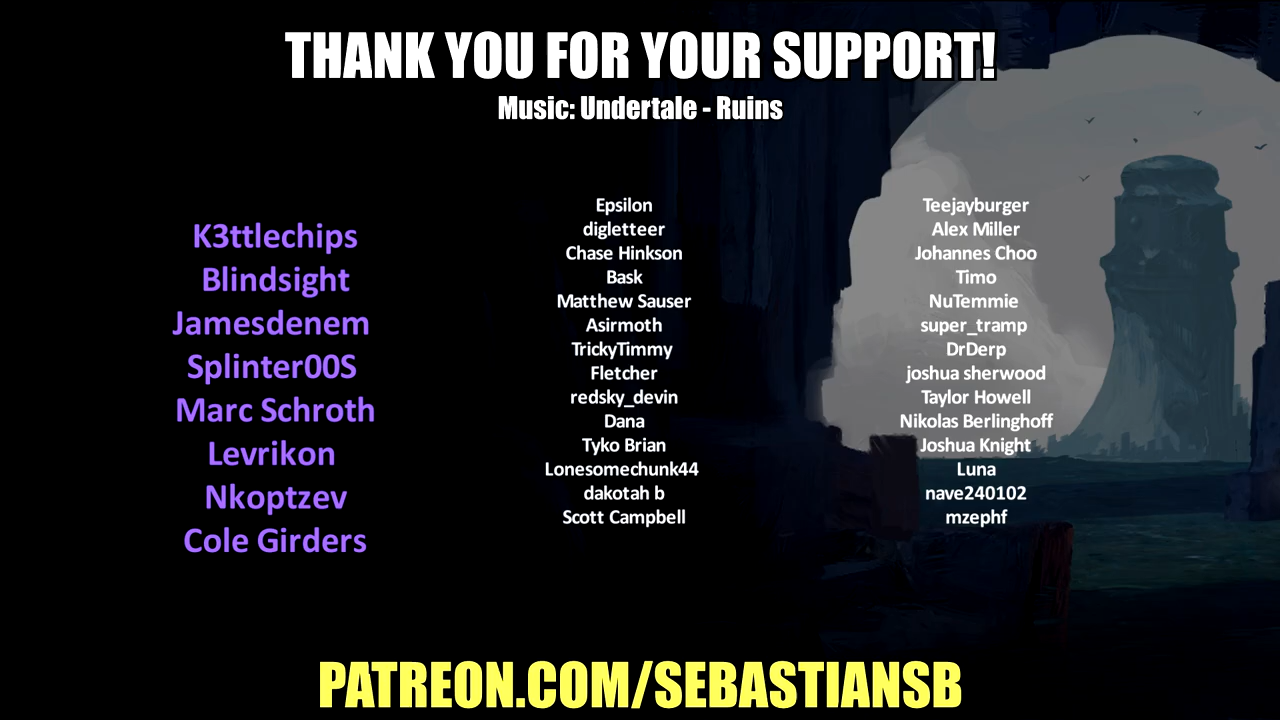 THANK YOU FOR YOUR SUPPORT!
Music: Undertale - Ruins
K3ttlechips
Blindsight
Jamesdenem
Splinter00S
Marc Schroth
Levrikon
Nkoptzev
Cole Girders
Epsilon
digletteer
Chase Hinkson
Bask
Matthew Sauser
Asirmoth
TrickyTimmy
Fletcher
redsky_devin
Dana
Tyko Brian
Lonesomechunk44
dakotah b
Scott Campbell
Teejayburger
Alex Miller
Johannes Choo
Timo
NuTemmie
super_tramp
DrDerp
joshua sherwood
Taylor Howell
Nikolas Berlinghoff
Joshua Knight
Luna
nave240102
mzephf
PATREON.COM/SEBASTIANSB